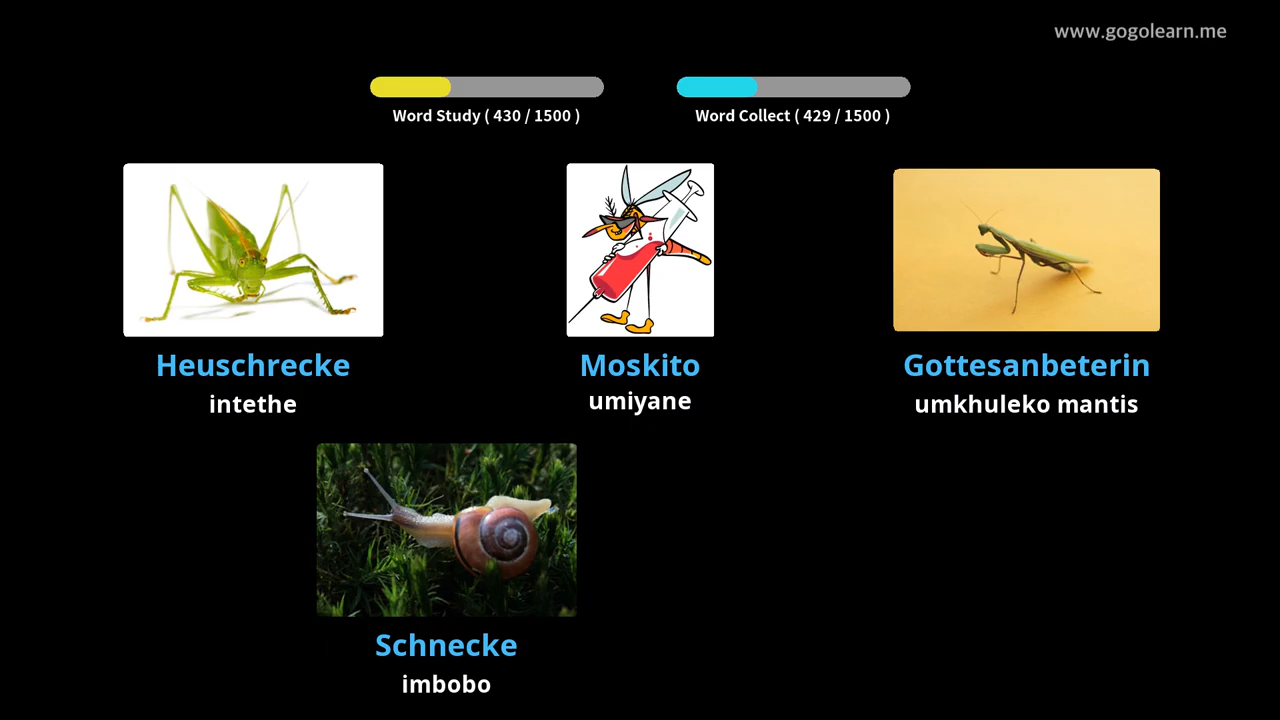 www.gogolearn.me
Word Study ( 430 / 1500 )
Word Collect ( 429 / 1500 )
Heuschrecke
intethe
Moskito
umiyane
Gottesanbeterin
umkhuleko mantis
Schnecke
imbobo